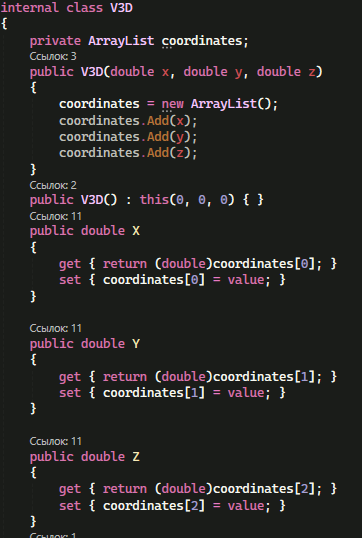 internal class V3D
{
    private ArrayList coordinates;
    Ссылок: 3
    public V3D(double x, double y, double z)
    {
        coordinates = new ArrayList();
        coordinates.Add(x);
        coordinates.Add(y);
        coordinates.Add(z);
    }
    Ссылок: 2
    public V3D() : this(0, 0, 0) { }
    Ссылок: 11
    public double X
    {
        get { return (double)coordinates[0]; }
        set { coordinates[0] = value; }
    }
    Ссылок: 11
    public double Y
    {
        get { return (double)coordinates[1]; }
        set { coordinates[1] = value; }
    }
    Ссылок: 11
    public double Z
    {
        get { return (double)coordinates[2]; }
        set { coordinates[2] = value; }
    }
    Ссылок: 1